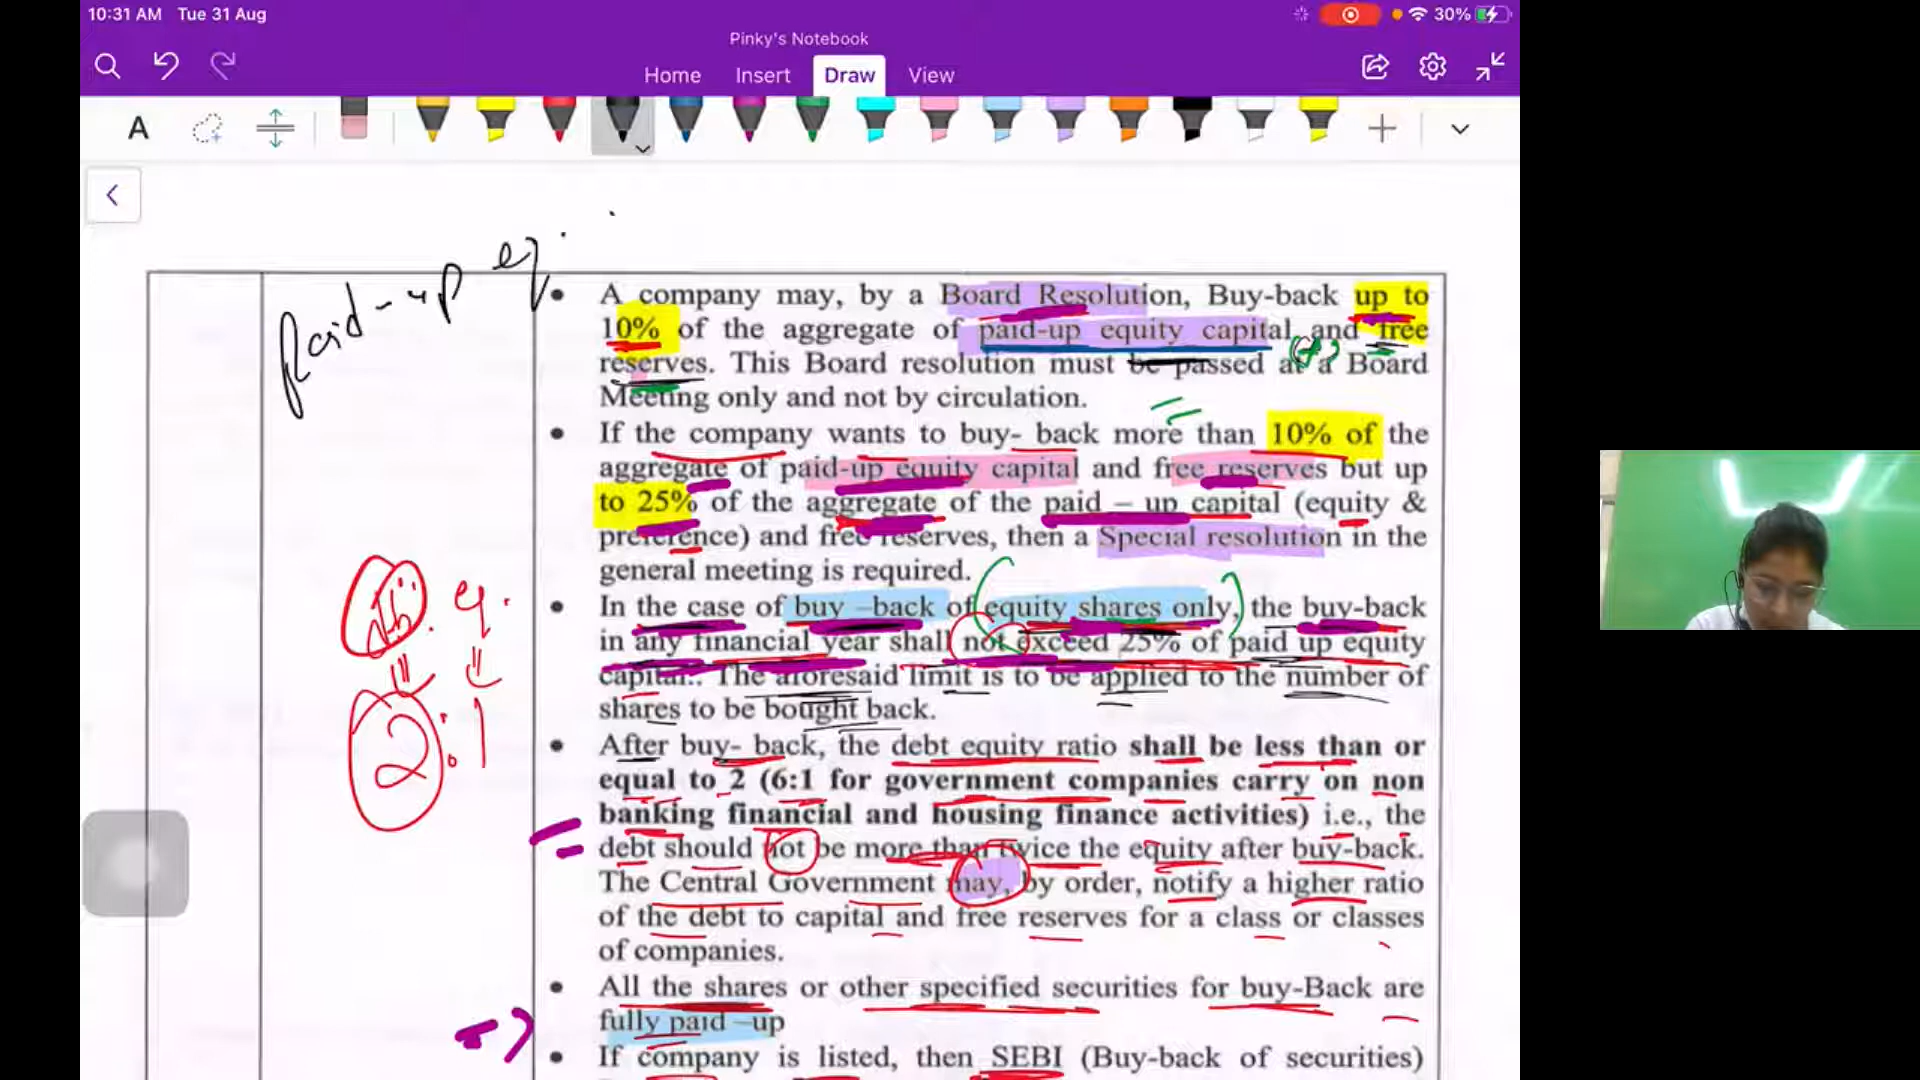 10:31 AM Tue 31 Aug
30%
Pinky's Notebook
Home Insert Draw View
A
Paid-up eq.
• A company may, by a Board Resolution, Buy-back up to
10% of the aggregate of paid-up equity capital and free
reserves. This Board resolution must be passed at a Board
Meeting only and not by circulation.
• If the company wants to buy- back more than 10% of the
aggregate of paid-up equity capital and free reserves but up
to 25% of the aggregate of the paid – up capital (equity &
preference) and free reserves, then a Special resolution in the
general meeting is required.
• In the case of buy –back of equity shares only, the buy-back
in any financial year shall not exceed 25% of paid up equity
capital.. The aforesaid limit is to be applied to the number of
shares to be bought back.
eq.
2:1
• After buy- back, the debt equity ratio shall be less than or
equal to 2 (6:1 for government companies carry on non
banking financial and housing finance activities) i.e., the
debt should not be more than twice the equity after buy-back.
The Central Government may, by order, notify a higher ratio
of the debt to capital and free reserves for a class or classes
of companies.
• All the shares or other specified securities for buy-Back are
fully paid –up
• If company is listed, then SEBI (Buy-back of securities)